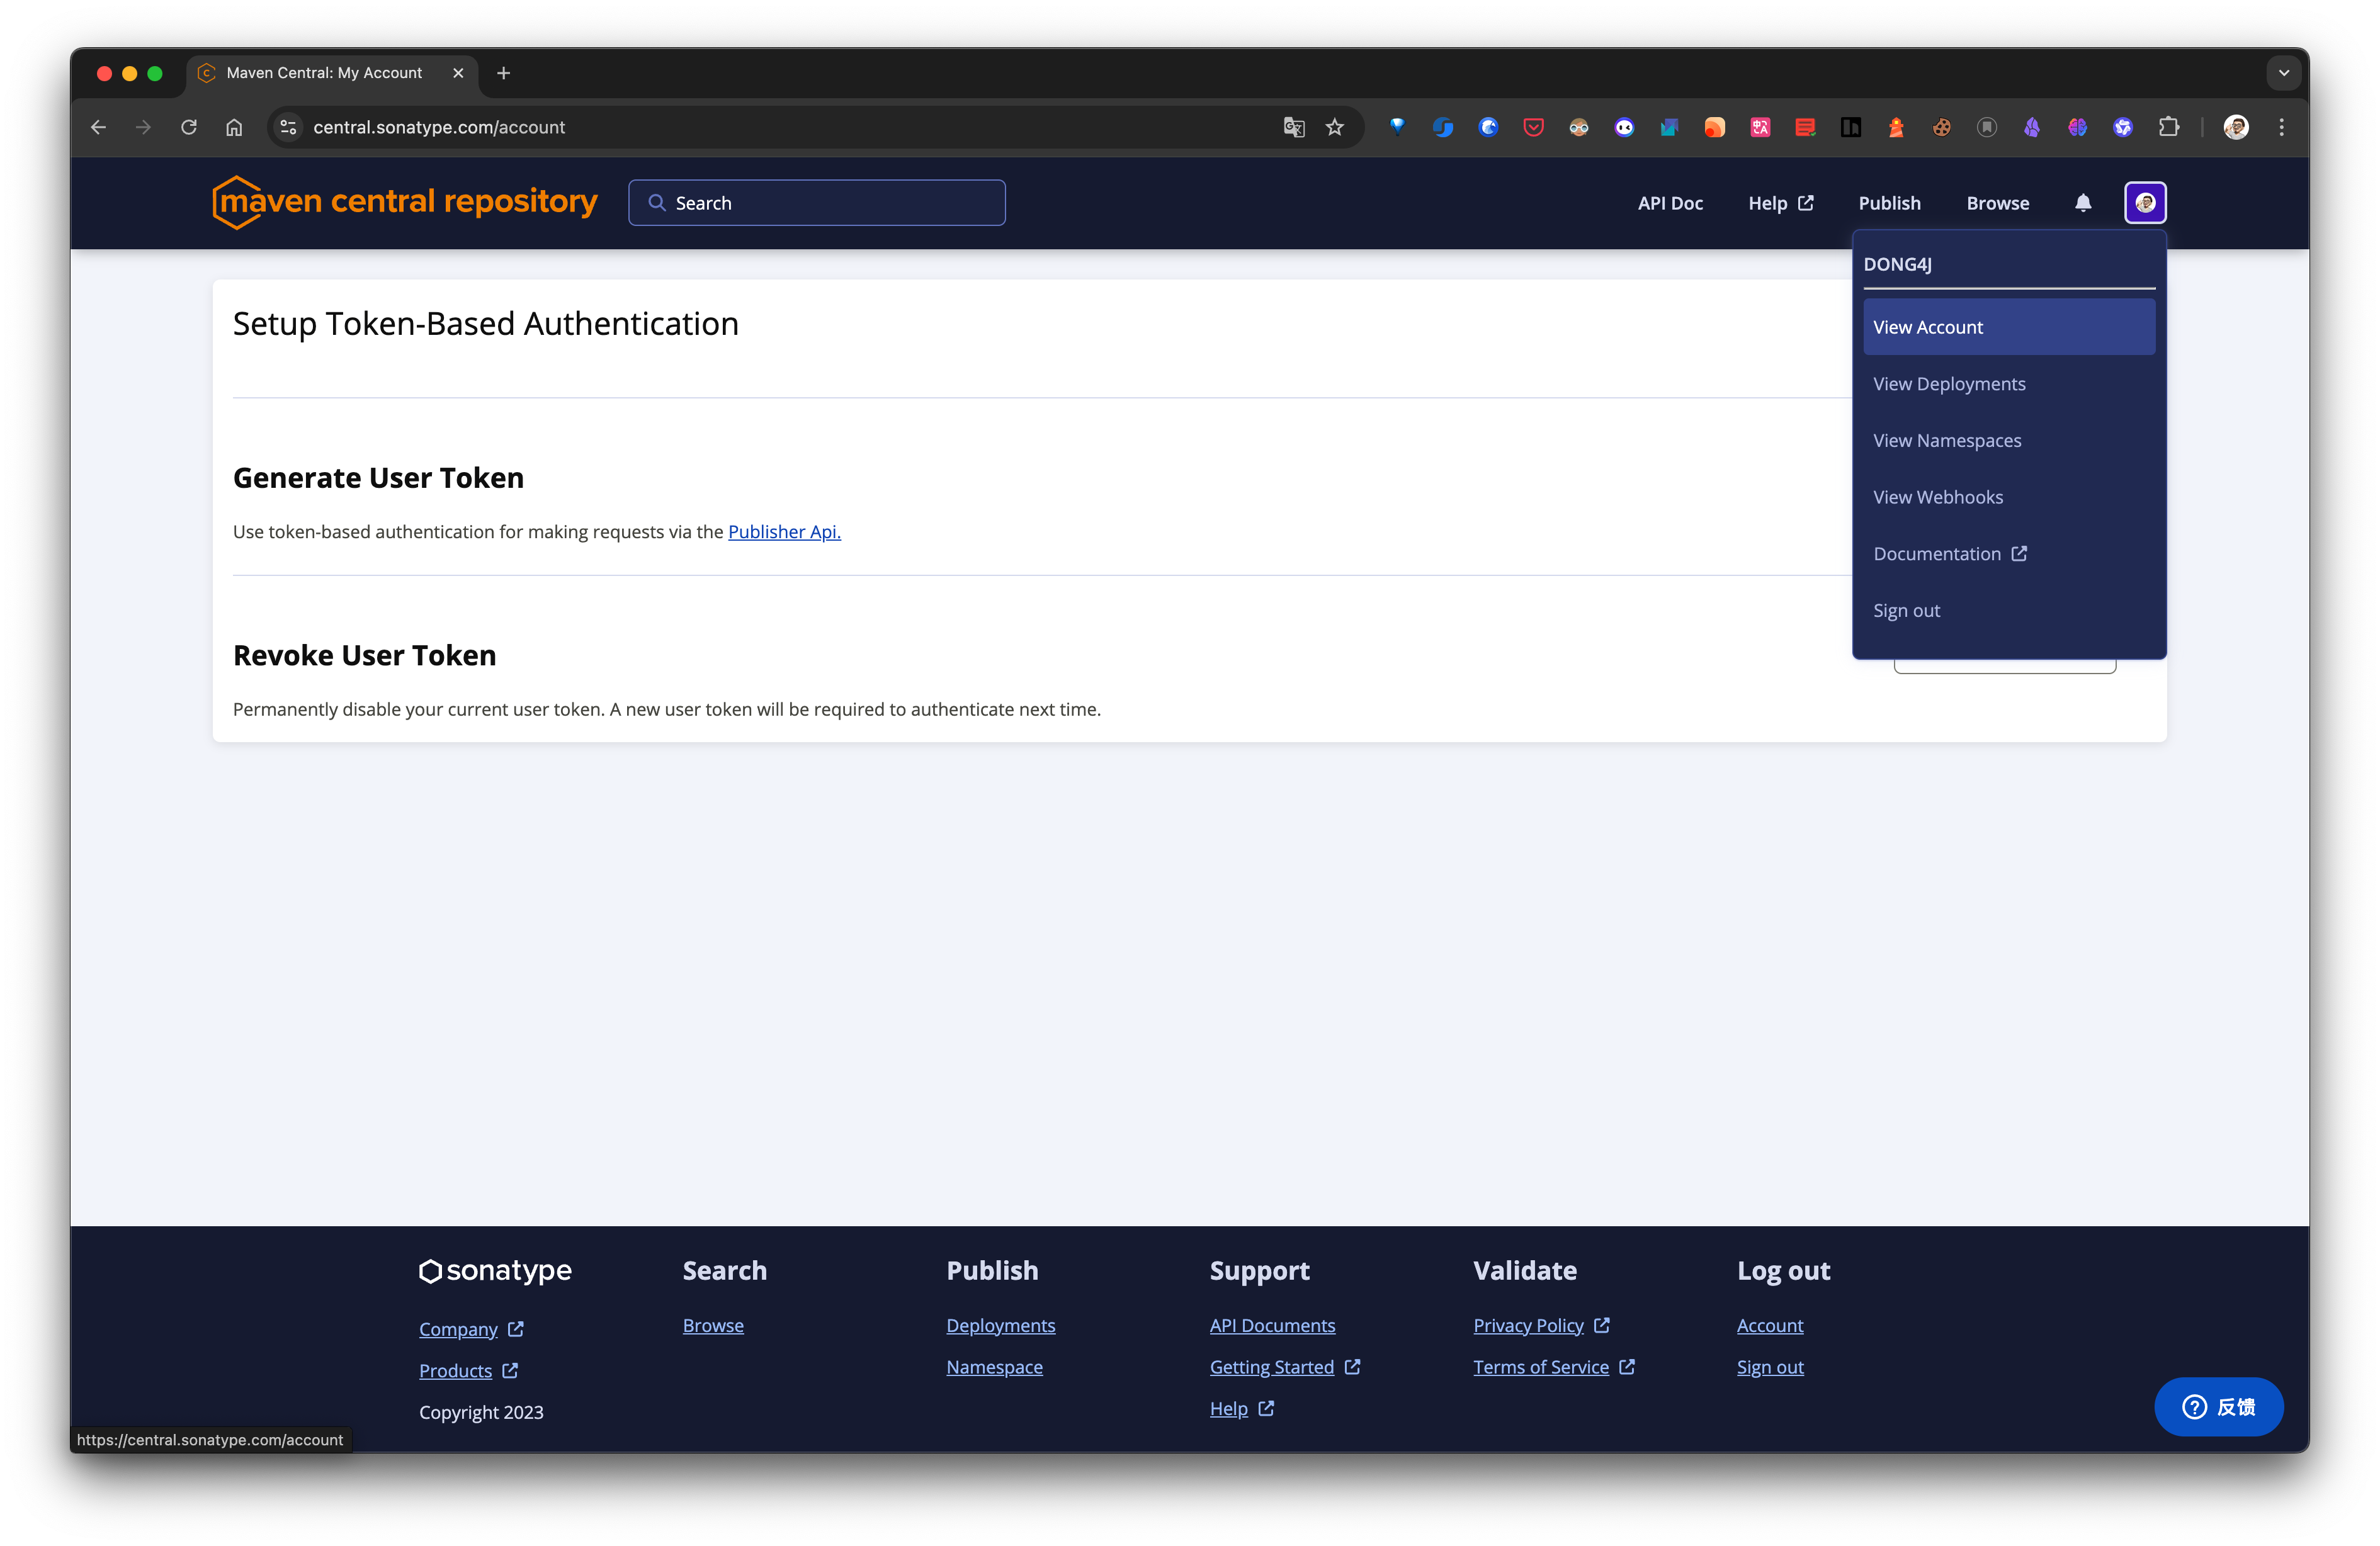 Maven Central: My Account
central.sonatype.com/account
maven central repository
Search
API Doc
Help
Publish
Browse
DONG4J
View Account
View Deployments
View Namespaces
View Webhooks
Documentation
Sign out
Setup Token-Based Authentication
Generate User Token
Use token-based authentication for making requests via the Publisher Api.
Revoke User Token
Permanently disable your current user token. A new user token will be required to authenticate next time.
sonatype
Company
Products
Copyright 2023
Search
Browse
Publish
Deployments
Namespace
Support
API Documents
Getting Started
Help
Validate
Privacy Policy
Terms of Service
Log out
Account
Sign out
反馈
https://central.sonatype.com/account